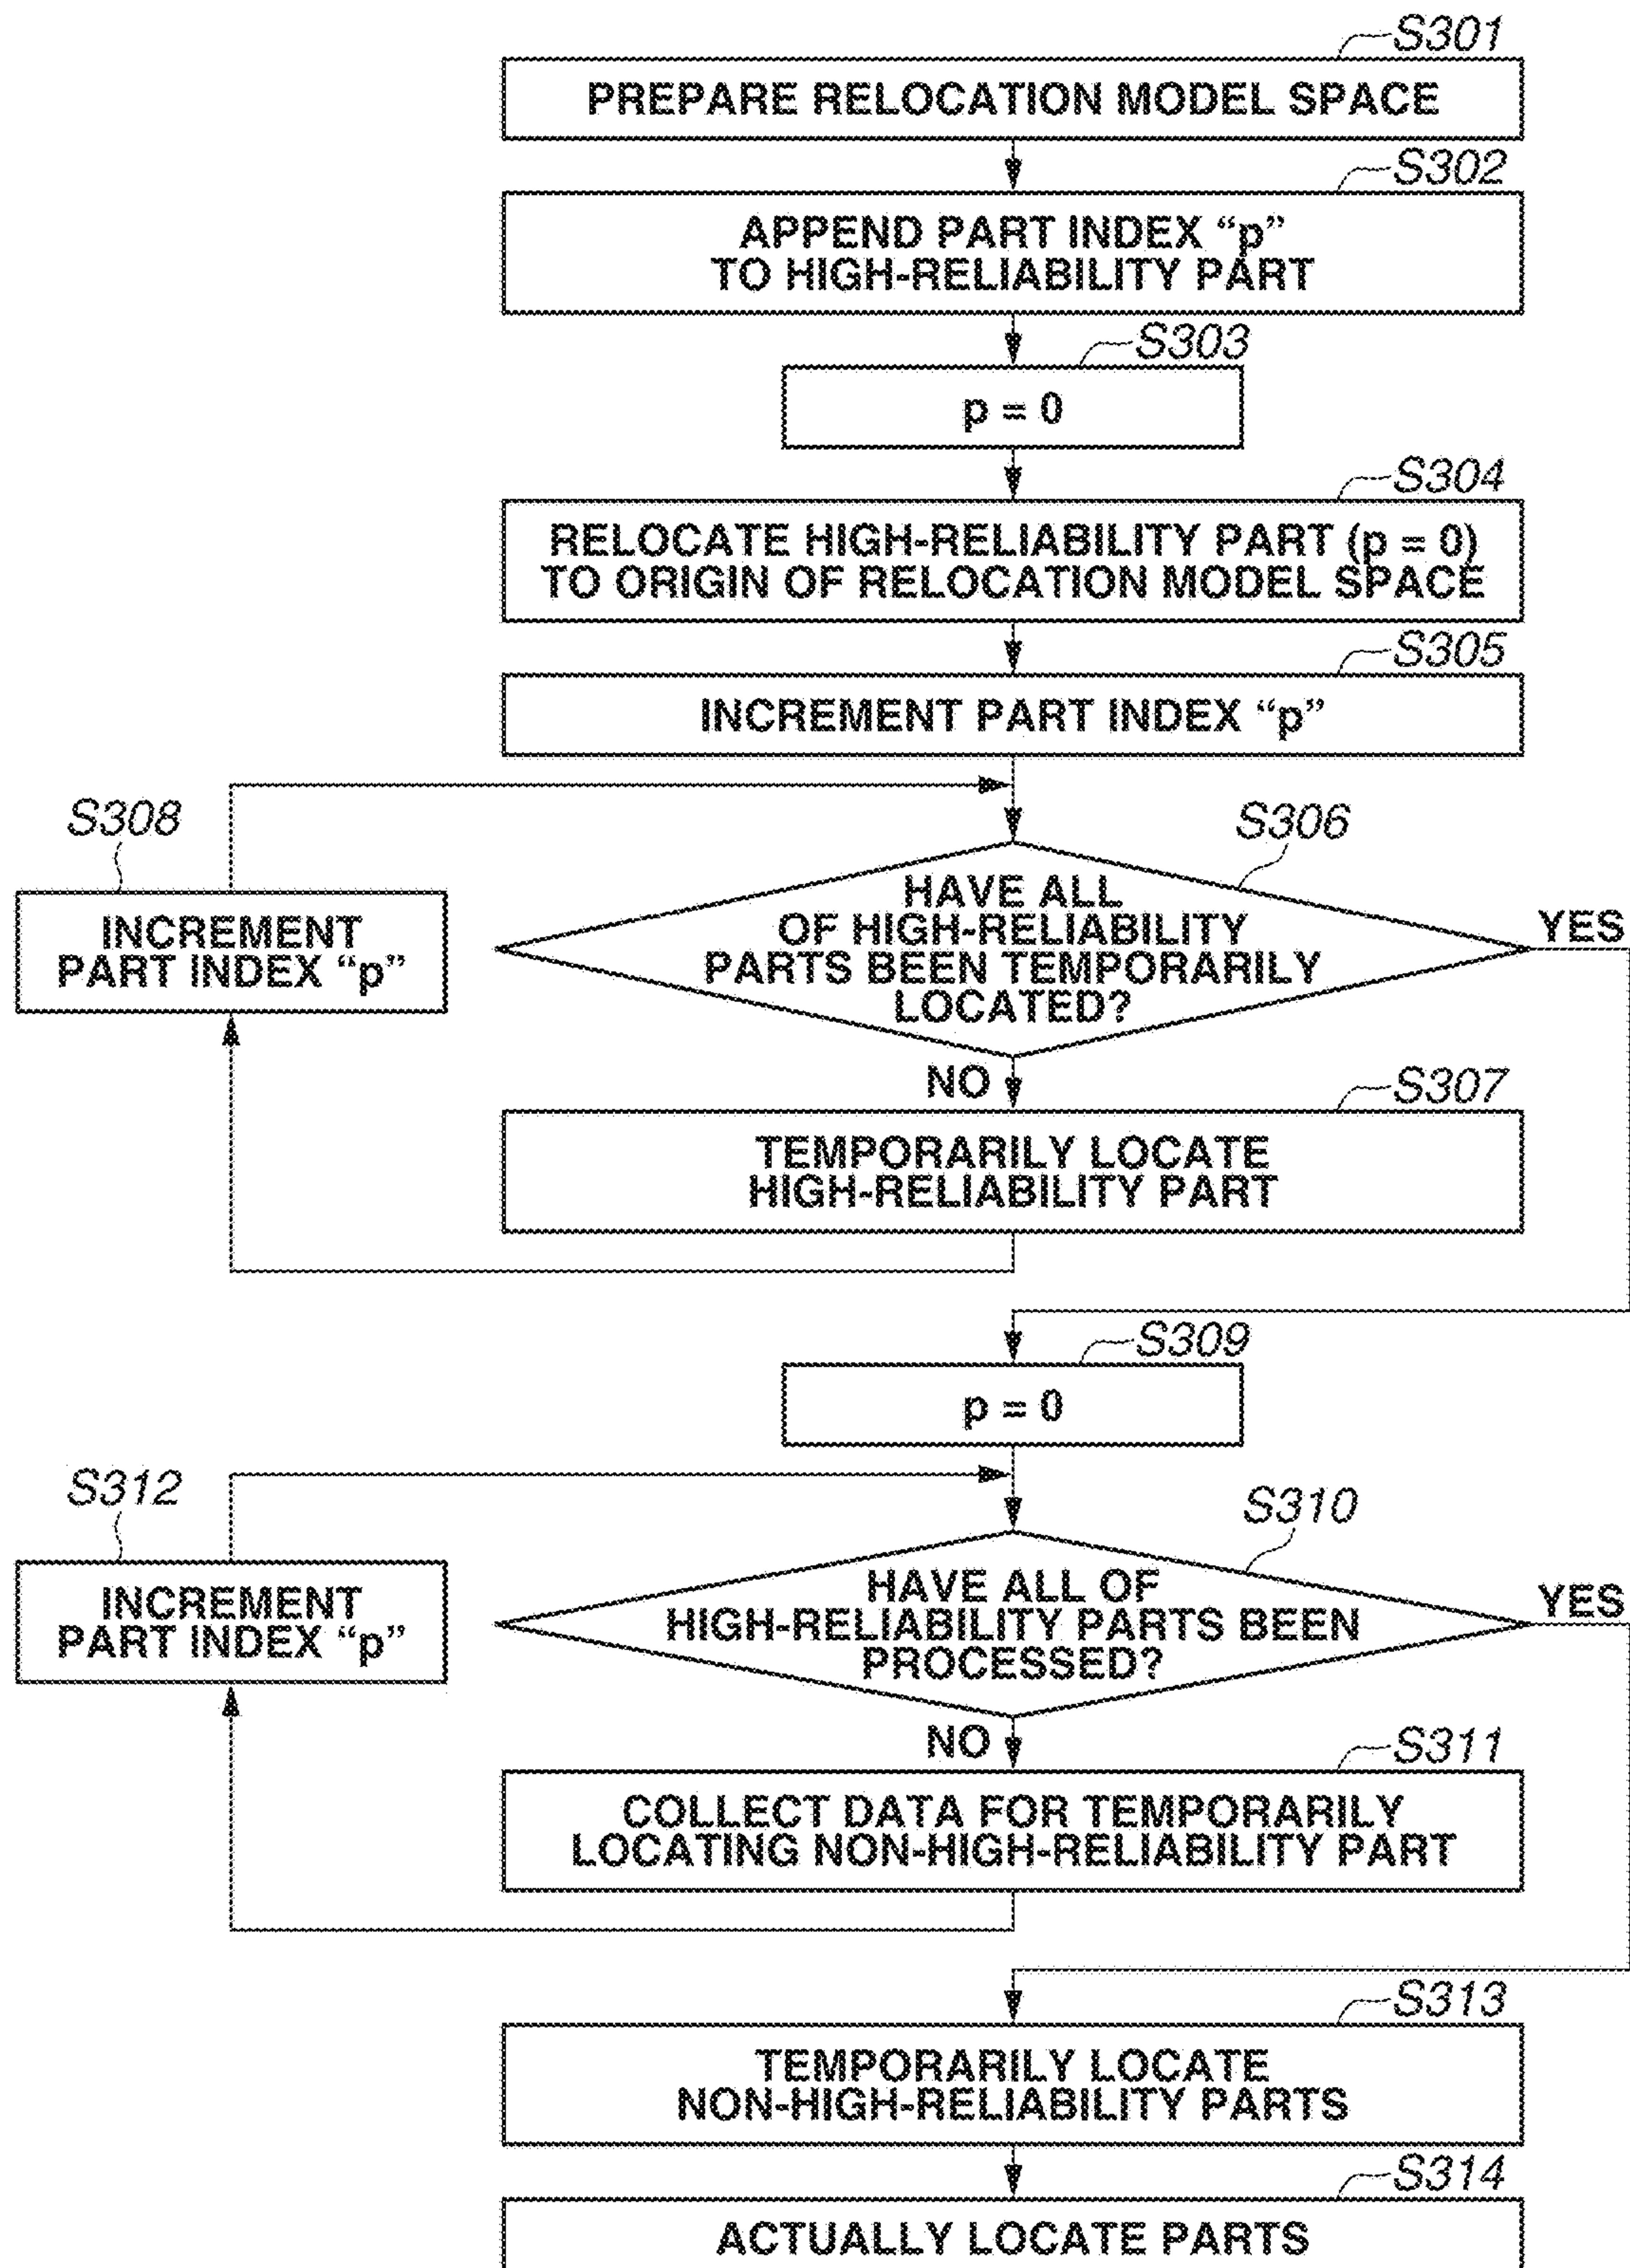 S301
PREPARE RELOCATION MODEL SPACE
S302
APPEND PART INDEX “p”
TO HIGH-RELIABILITY PART
S303
p = 0
S304
RELOCATE HIGH-RELIABILITY PART (p = 0)
TO ORIGIN OF RELOCATION MODEL SPACE
S305
INCREMENT PART INDEX “p”
S308
INCREMENT
PART INDEX “p”
S306
HAVE ALL
OF HIGH-RELIABILITY
PARTS BEEN TEMPORARILY
LOCATED?
YES
NO
S307
TEMPORARILY LOCATE
HIGH-RELIABILITY PART
S309
p = 0
S312
INCREMENT
PART INDEX “p”
S310
HAVE ALL OF
HIGH-RELIABILITY PARTS BEEN
PROCESSED?
YES
NO
S311
COLLECT DATA FOR TEMPORARILY
LOCATING NON-HIGH-RELIABILITY PART
S313
TEMPORARILY LOCATE
NON-HIGH-RELIABILITY PARTS
S314
ACTUALLY LOCATE PARTS